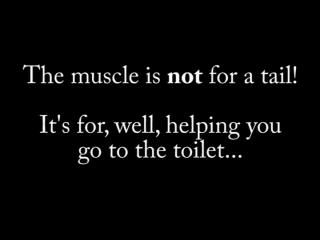 The muscle is not for a tail!
It's for, well, helping you
go to the toilet...